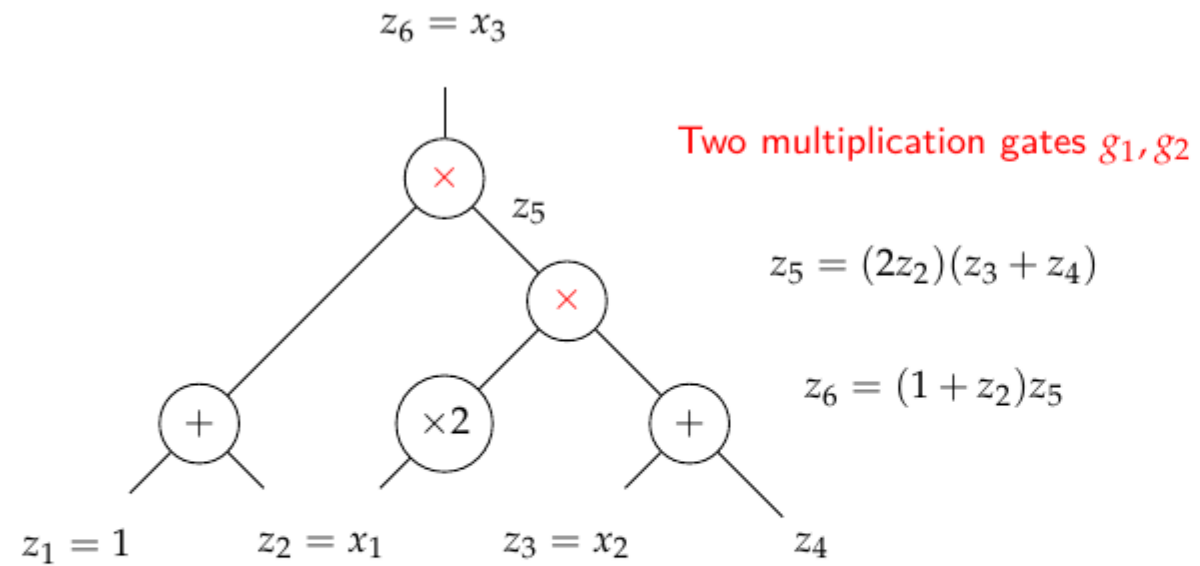 z₆ = x₃
Two multiplication gates g₁, g₂
×
z₅
z₅ = (2z₂)(z₃ + z₄)
×
z₆ = (1 + z₂)z₅
+
×2
+
z₁ = 1
z₂ = x₁
z₃ = x₂
z₄